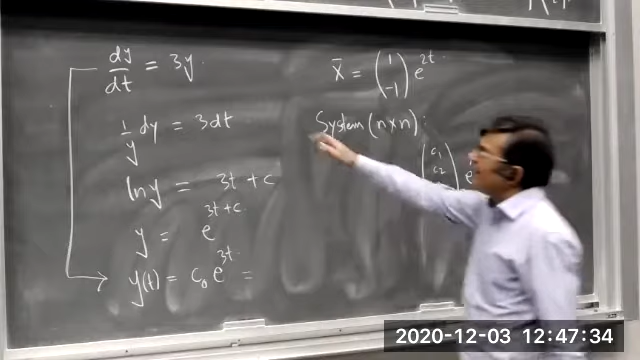 dy/dt = 3y
1/y dy = 3dt
ln y = 3t + c
y = e^{3t+c}
y(t) = c₀ e^{3t} =
x̄ = (1 -1) e^{2t}
System (n×n):
(c₁ c₂
2020-12-03 12:47:34